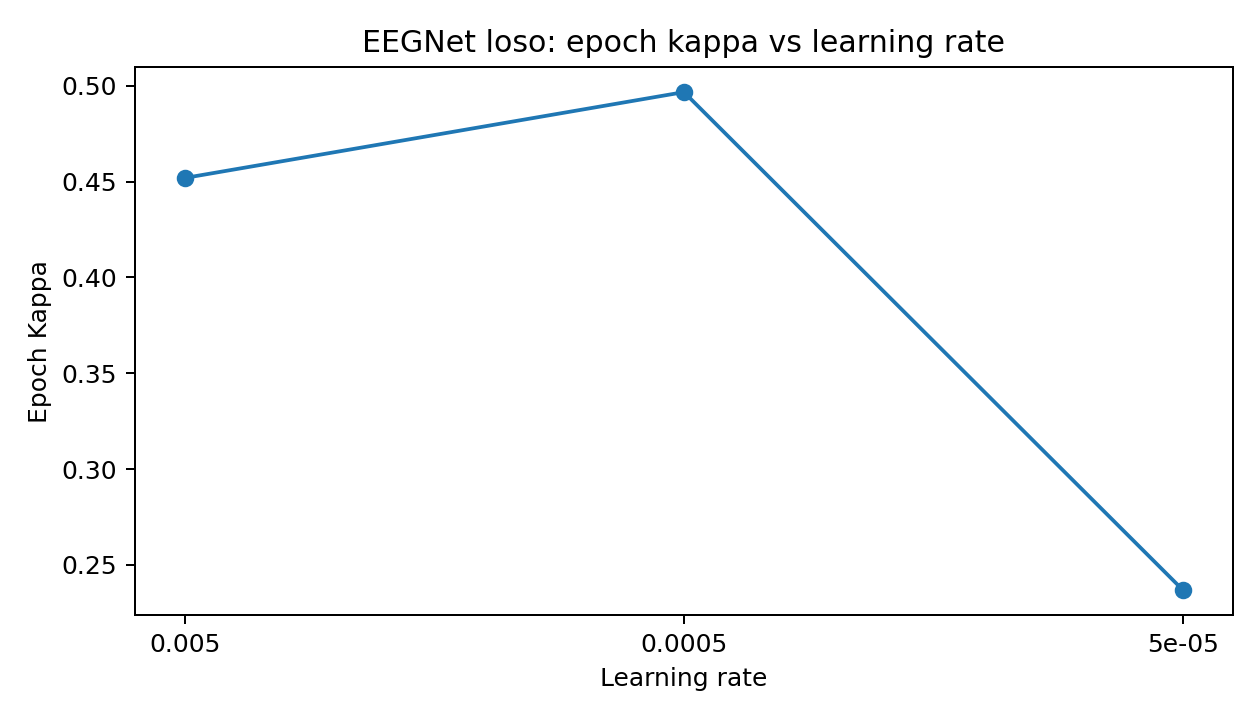 EEGNet loso: epoch kappa vs learning rate
Epoch Kappa
0.50
0.45
0.40
0.35
0.30
0.25
0.005 0.0005 5e-05
Learning rate